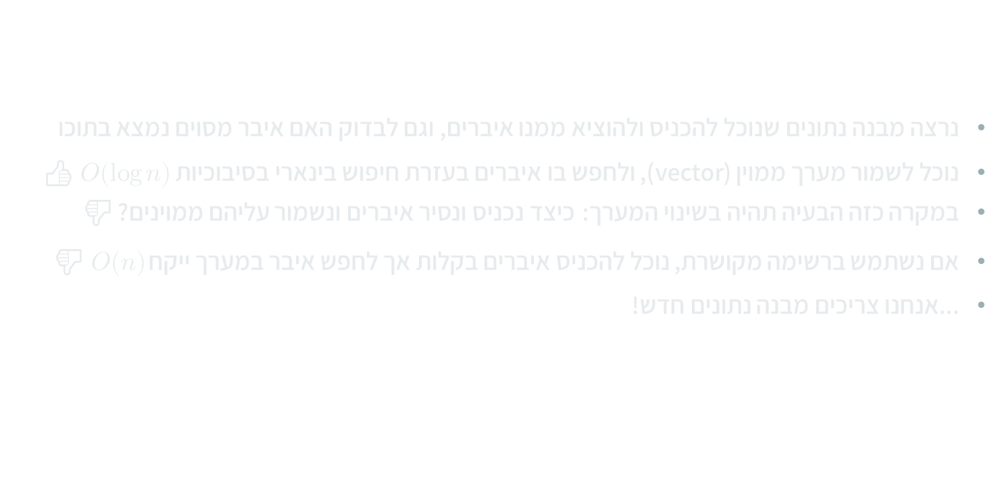 • נרצה מבנה נתונים שנוכל להכניס ולהוציא ממנו איברים, וגם לבדוק האם איבר מסוים נמצא בתוכו
• נוכל לשמור מערך ממוין (vector), ולחפש בו איברים בעזרת חיפוש בינארי בסיבוכיות O(log n)
• במקרה כזה הבעיה תהיה בשינוי המערך: כיצד נכניס ונסיר איברים ונשמור עליהם ממוינים?
• אם נשתמש ברשימה מקושרת, נוכל להכניס איברים בקלות אך לחפש איבר במערך ייקח O(n)
• ...אנחנו צריכים מבנה נתונים חדש!